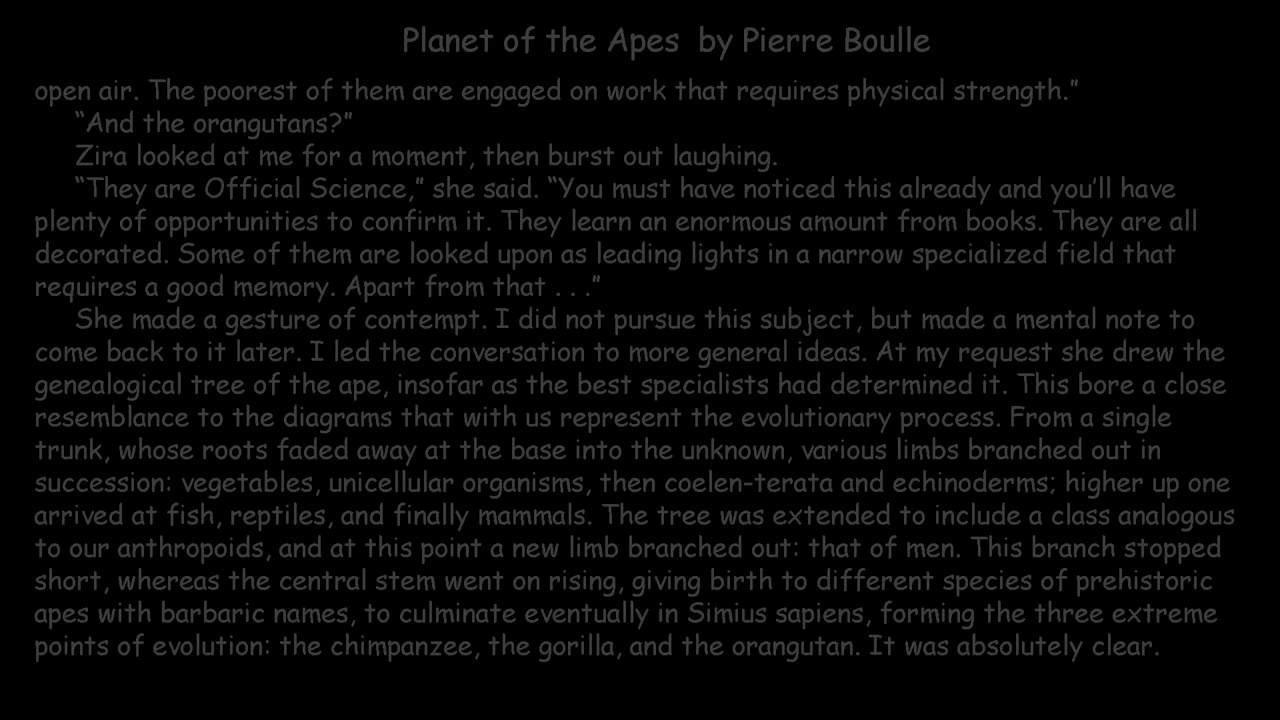 Planet of the Apes by Pierre Boulle
open air. The poorest of them are engaged on work that requires physical strength.”
“And the orangutans?”
Zira looked at me for a moment, then burst out laughing.
“They are Official Science,” she said. “You must have noticed this already and you’ll have
plenty of opportunities to confirm it. They learn an enormous amount from books. They are all
decorated. Some of them are looked upon as leading lights in a narrow specialized field that
requires a good memory. Apart from that . . .”
She made a gesture of contempt. I did not pursue this subject, but made a mental note to
come back to it later. I led the conversation to more general ideas. At my request she drew the
genealogical tree of the ape, insofar as the best specialists had determined it. This bore a close
resemblance to the diagrams that with us represent the evolutionary process. From a single
trunk, whose roots faded away at the base into the unknown, various limbs branched out in
succession: vegetables, unicellular organisms, then coelen-terata and echinoderms; higher up one
arrived at fish, reptiles, and finally mammals. The tree was extended to include a class analogous
to our anthropoids, and at this point a new limb branched out: that of men. This branch stopped
short, whereas the central stem went on rising, giving birth to different species of prehistoric
apes with barbaric names, to culminate eventually in Simius sapiens, forming the three extreme
points of evolution: the chimpanzee, the gorilla, and the orangutan. It was absolutely clear.